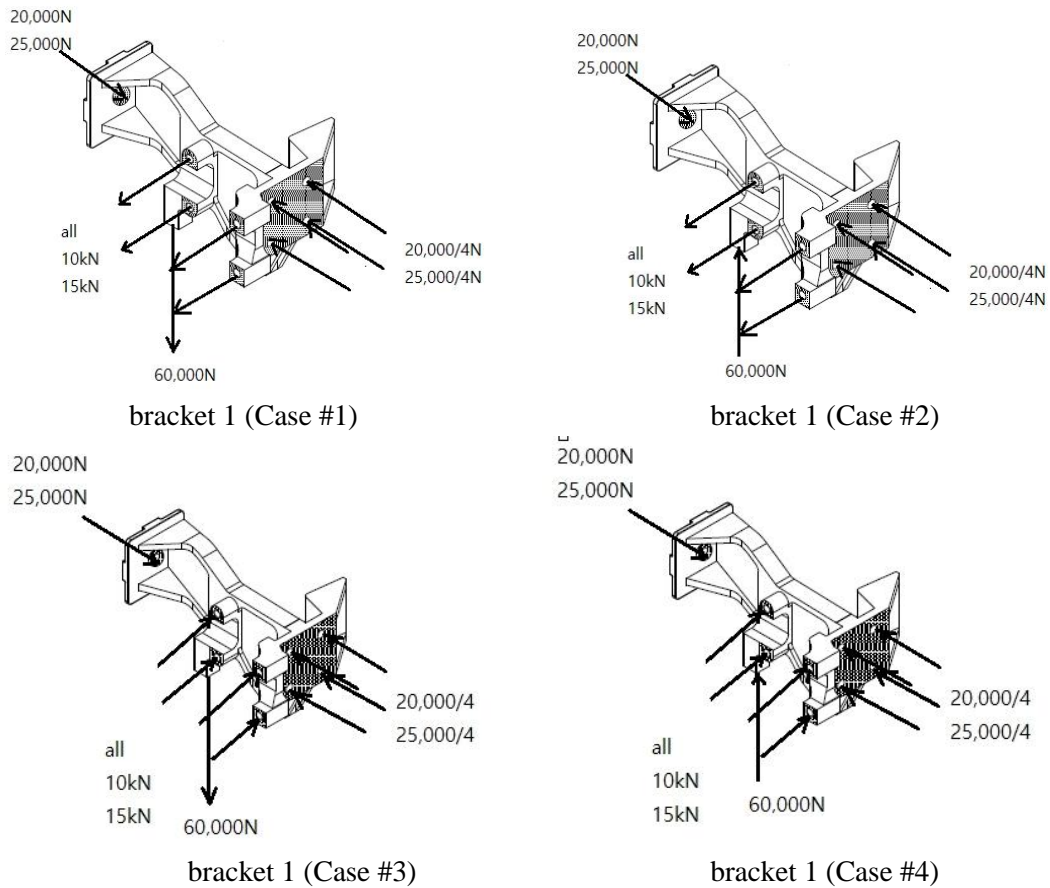 20,000N
25,000N
all
10kN
15kN
20,000/4N
25,000/4N
60,000N
bracket 1 (Case #1)
20,000N
25,000N
all
10kN
15kN
20,000/4N
25,000/4N
60,000N
bracket 1 (Case #2)
20,000N
25,000N
20,000/4
25,000/4
all
10kN
15kN
60,000N
bracket 1 (Case #3)
20,000N
25,000N
20,000/4
25,000/4
all
10kN
15kN
60,000N
bracket 1 (Case #4)